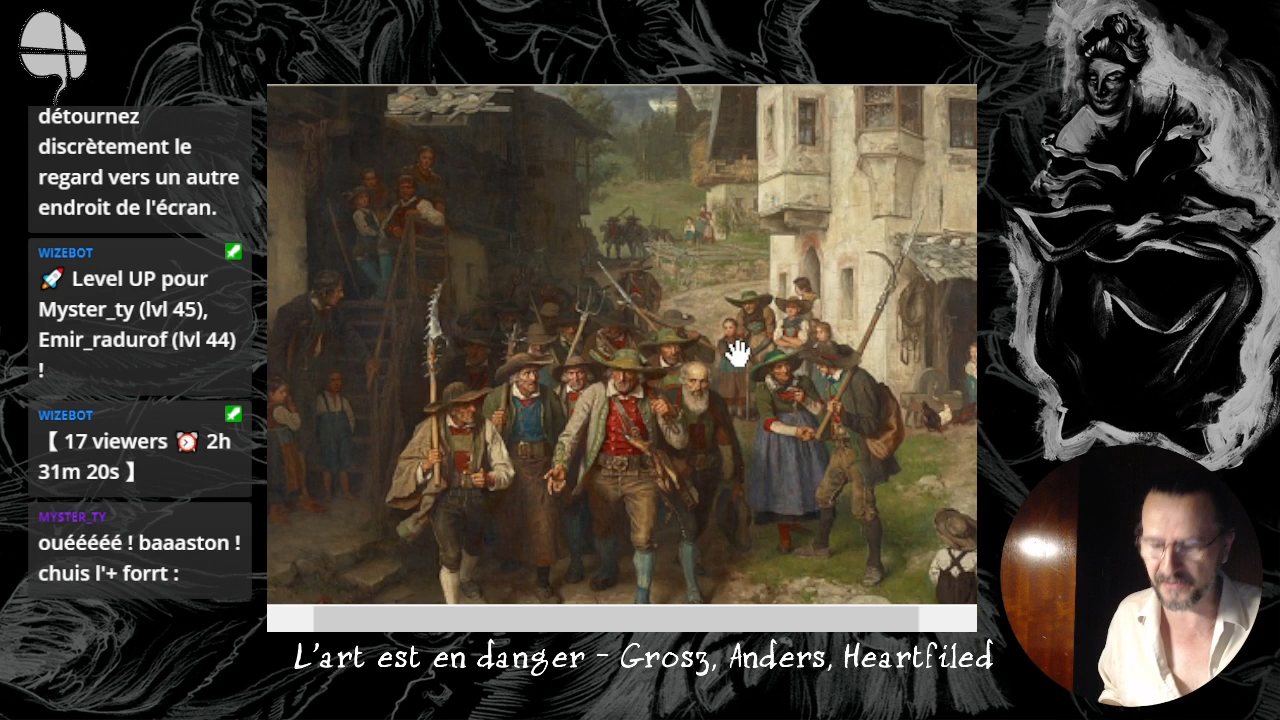 détournez
discrètement le
regard vers un autre
endroit de l'écran.
WIZEBOT
🚀 Level UP pour
Myster_ty (lvl 45),
Emir_radurof (lvl 44)
!
WIZEBOT
【 17 viewers ⏰ 2h
31m 20s 】
MYSTER_TY
ouééééé ! baaaston !
chuis l'+ forrt :
L'art est en danger - Grosz, Anders, Heartfiled